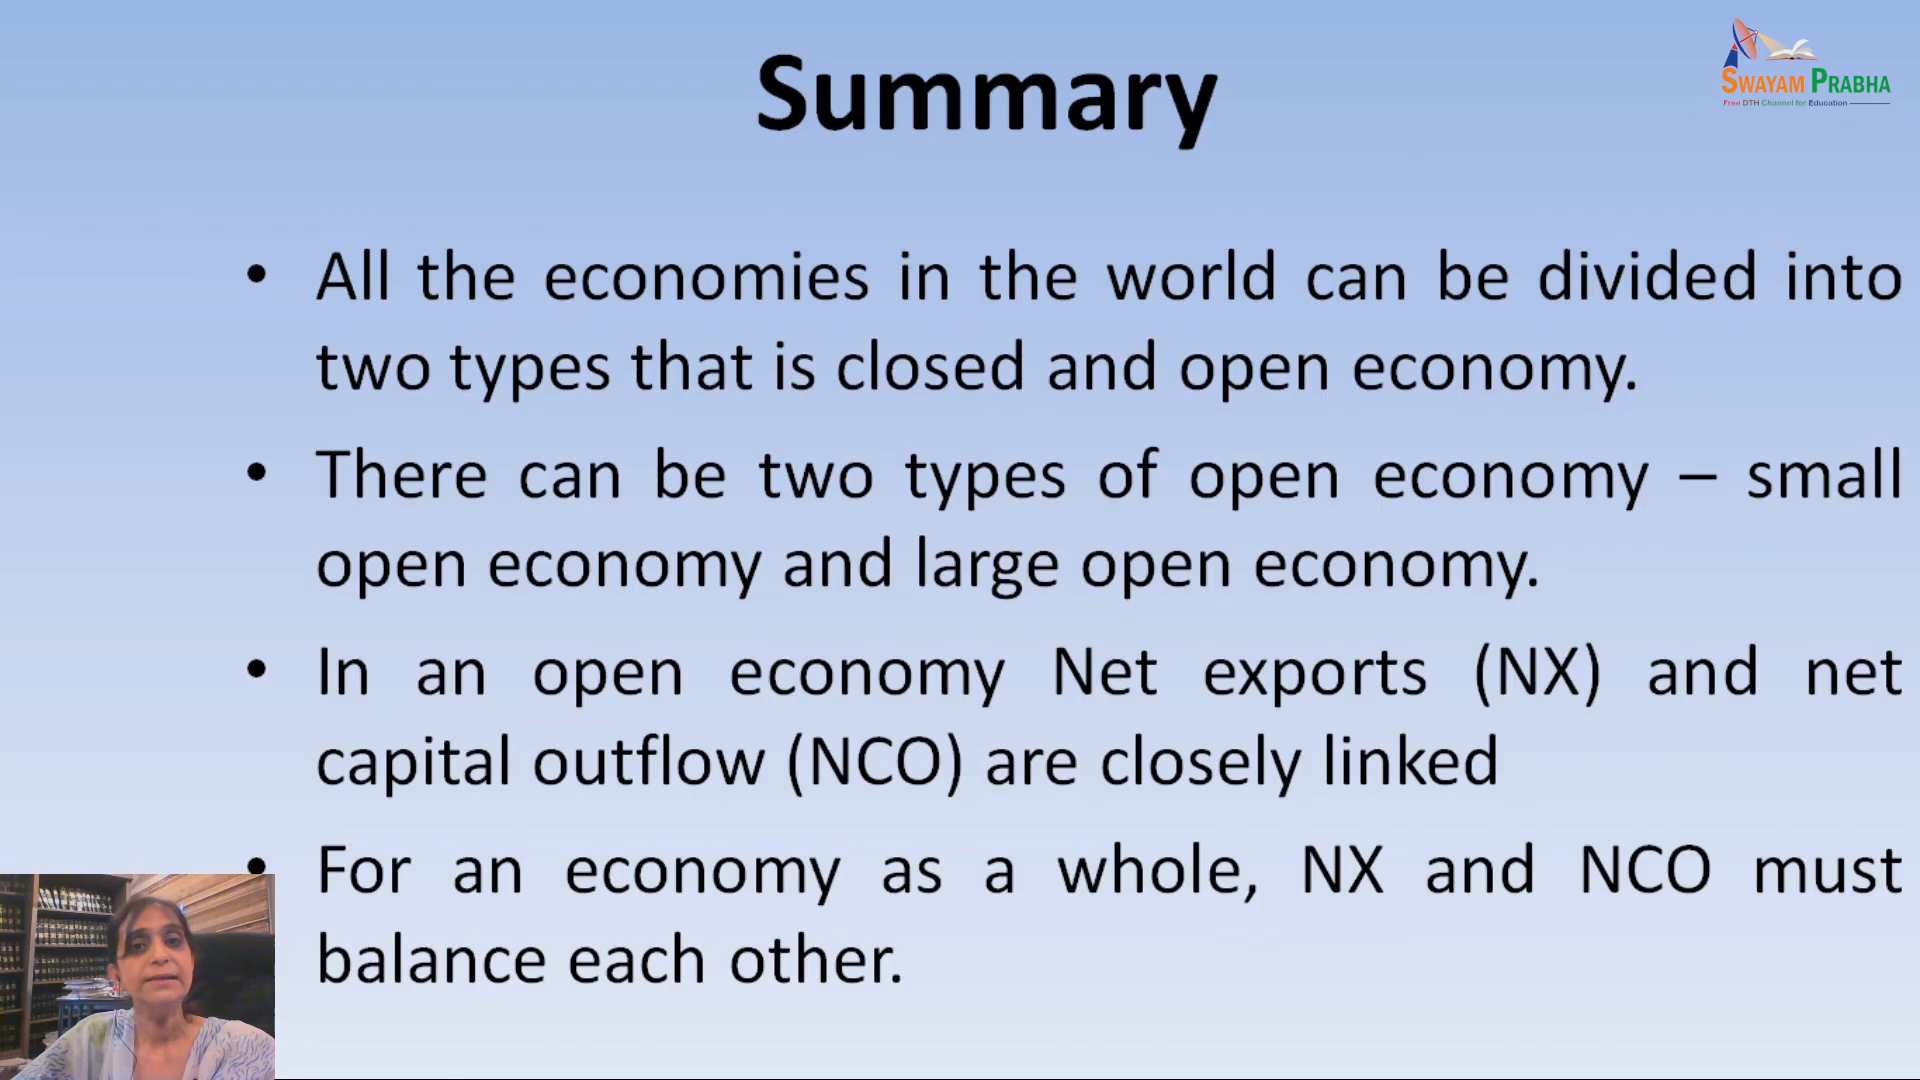 Summary
SWAYAM PRABHA
Free DTH Channel for Education
• All the economies in the world can be divided into
two types that is closed and open economy.
• There can be two types of open economy – small
open economy and large open economy.
• In an open economy Net exports (NX) and net
capital outflow (NCO) are closely linked
• For an economy as a whole, NX and NCO must
balance each other.